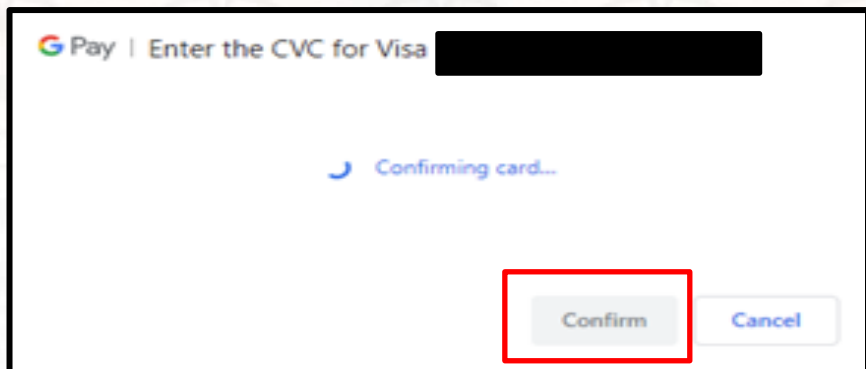 G Pay | Enter the CVC for Visa
Confirming card...
Confirm Cancel